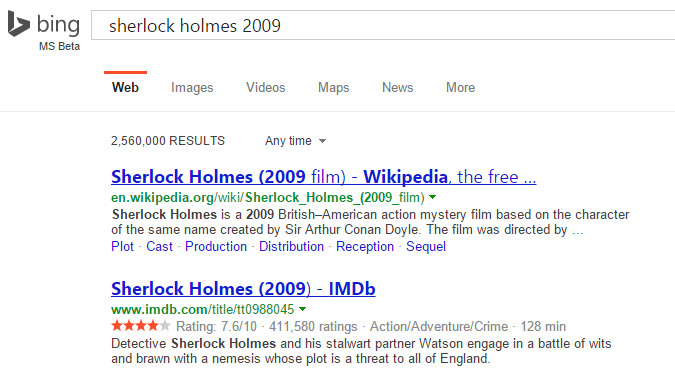 bing
MS Beta
sherlock holmes 2009
Web Images Videos Maps News More
2,560,000 RESULTS Any time
Sherlock Holmes (2009 film) - Wikipedia, the free ...
en.wikipedia.org/wiki/Sherlock_Holmes_(2009_film)
Sherlock Holmes is a 2009 British–American action mystery film based on the character
of the same name created by Sir Arthur Conan Doyle. The film was directed by ...
Plot · Cast · Production · Distribution · Reception · Sequel
Sherlock Holmes (2009) - IMDb
www.imdb.com/title/tt0988045
Rating: 7.6/10 · 411,580 ratings · Action/Adventure/Crime · 128 min
Detective Sherlock Holmes and his stalwart partner Watson engage in a battle of wits
and brawn with a nemesis whose plot is a threat to all of England.